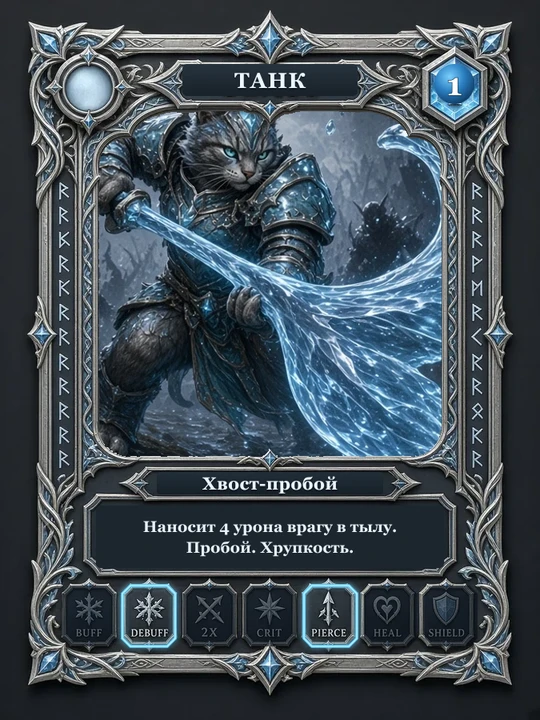 ТАНК
1
Хвост-пробой
Наносит 4 урона врагу в тылу.
Пробой. Хрупкость.
BUFF
DEBUFF
2X
CRIT
PIERCE
HEAL
SHIELD